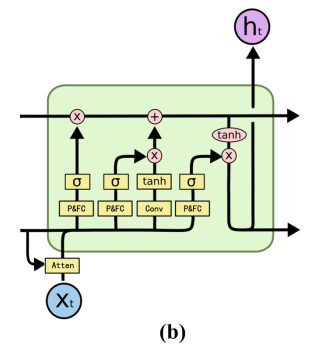 hₜ
x +
tanh
x x
σ σ tanh σ
P&FC P&FC Conv P&FC
Atten
Xₜ
(b)